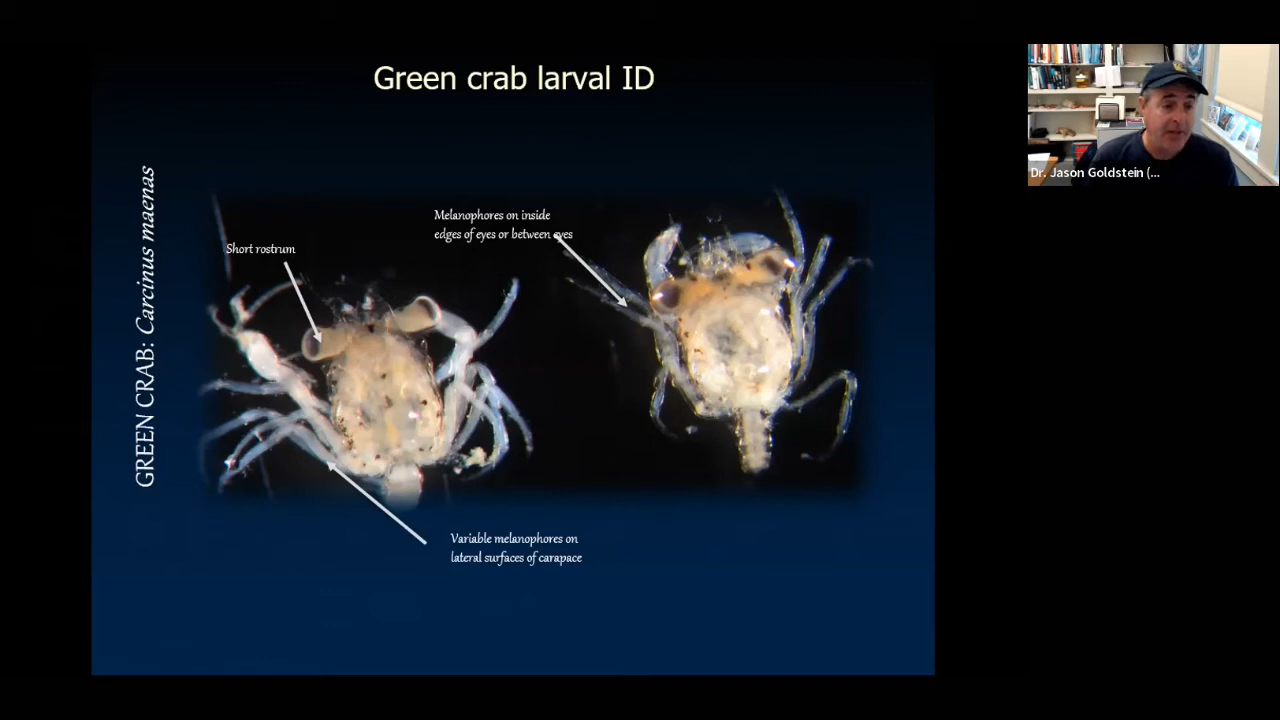 Green crab larval ID
GREEN CRAB: Carcinus maenas
Short rostrum
Melanophores on inside
edges of eyes or between eyes
Variable melanophores on
lateral surfaces of carapace
Dr. Jason Goldstein (...